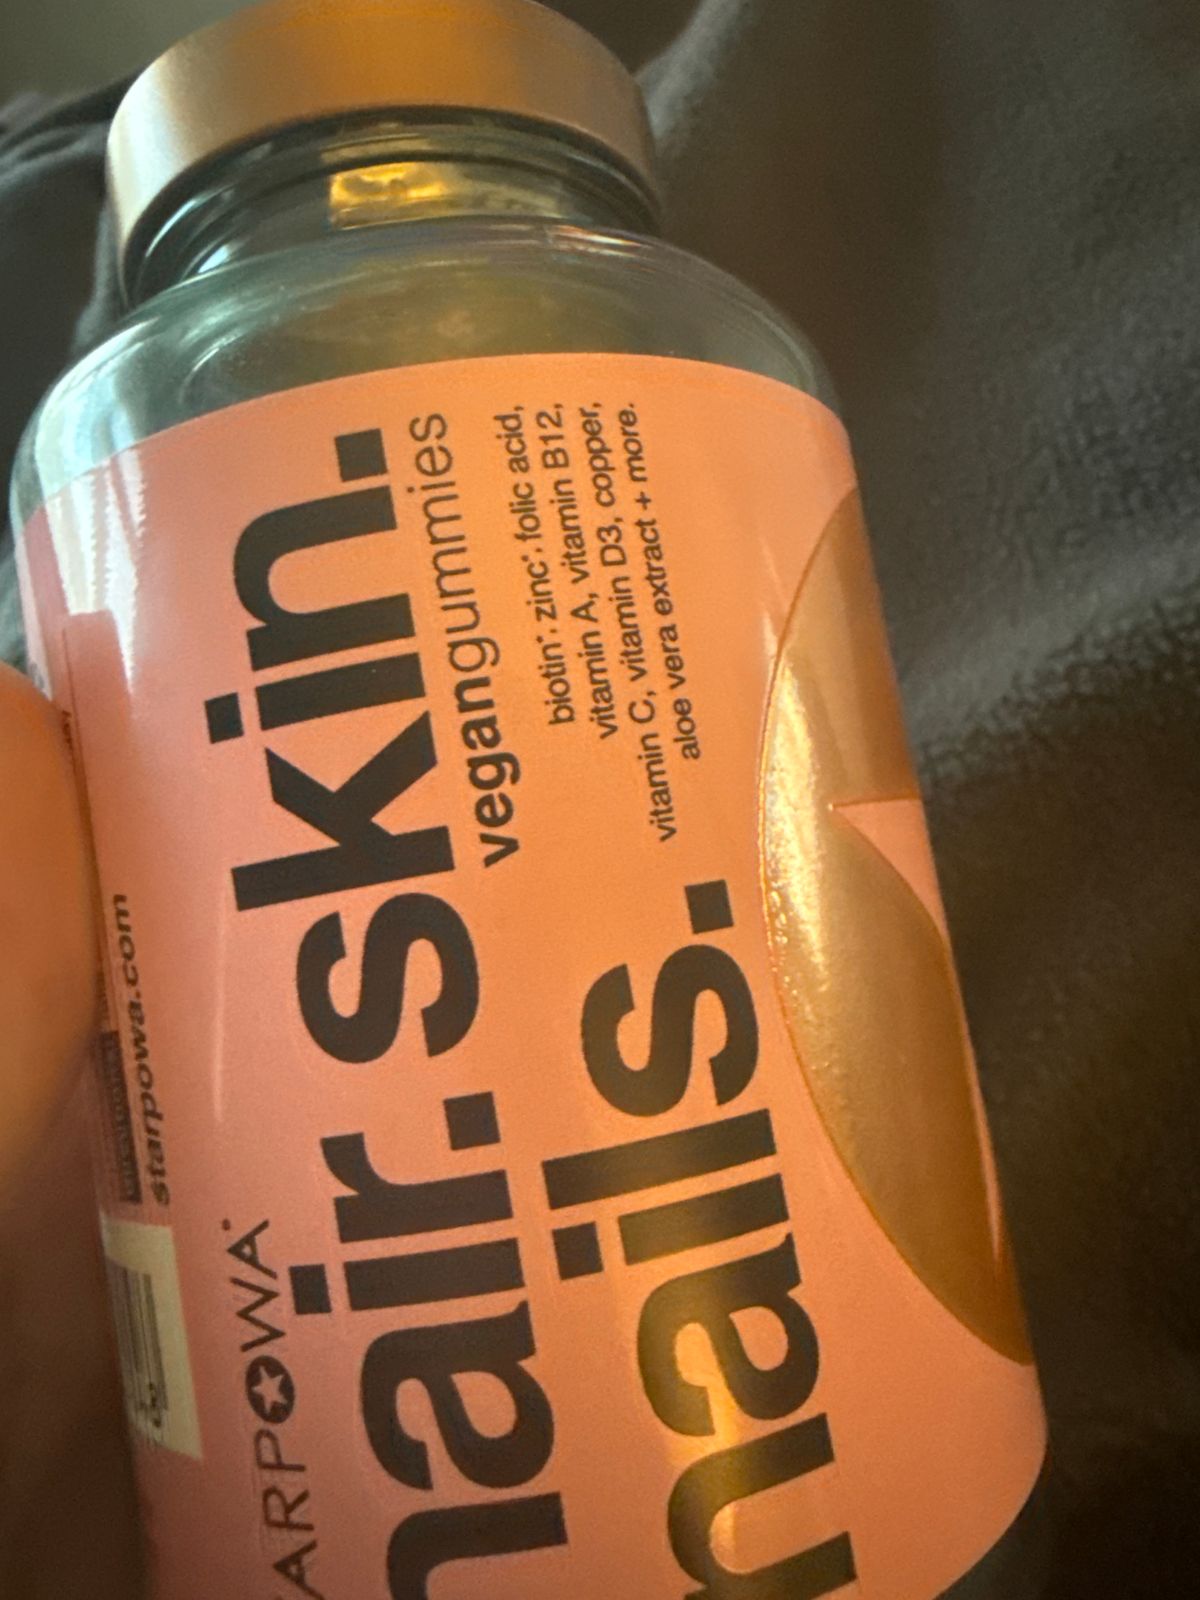 ARPOWA
hair. skin.
vegangummies
nails.
biotin*. zinc*. folic acid,
vitamin A, vitamin B12,
vitamin C, vitamin D3, copper,
aloe vera extract + more.
starpowa.com